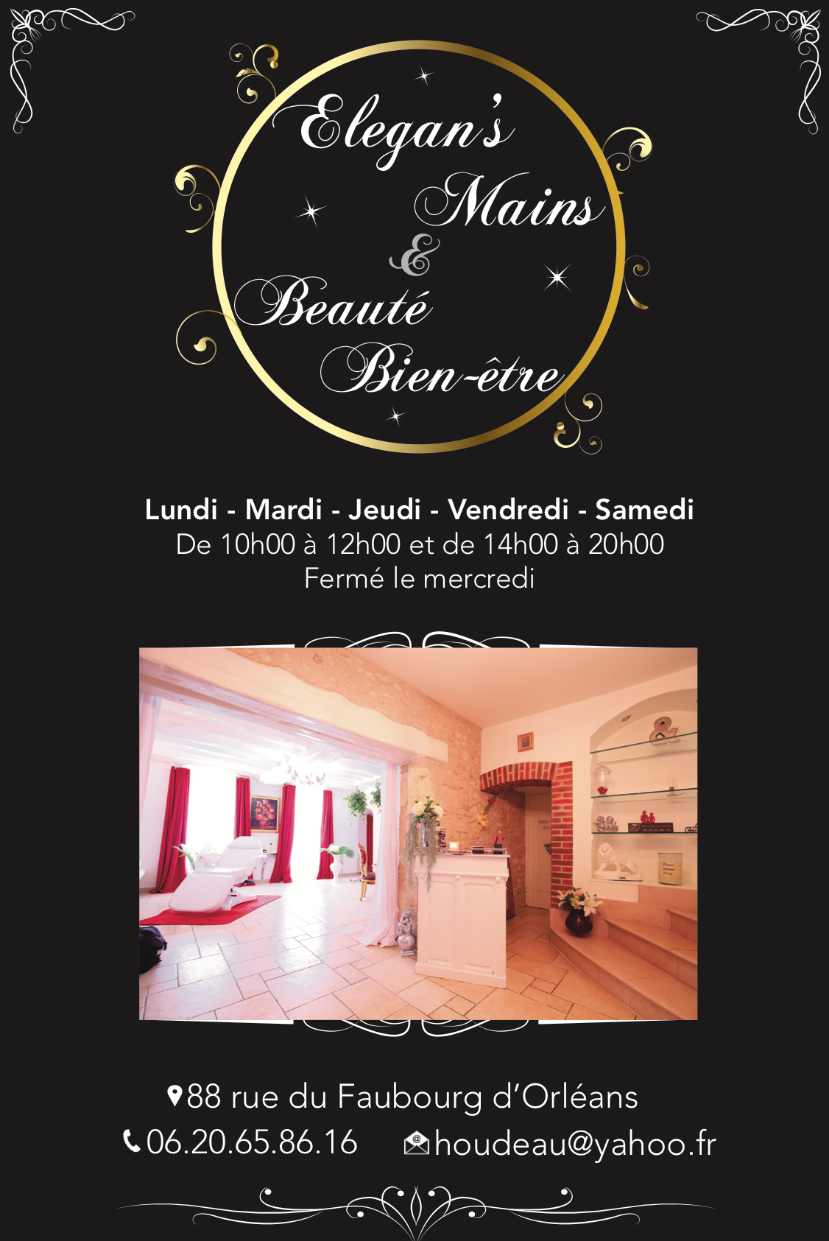 Elegan's
Mains
&
Beauté
Bien-être
Lundi - Mardi - Jeudi - Vendredi - Samedi
De 10h00 à 12h00 et de 14h00 à 20h00
Fermé le mercredi
88 rue du Faubourg d'Orléans
06.20.65.86.16
houdeau@yahoo.fr